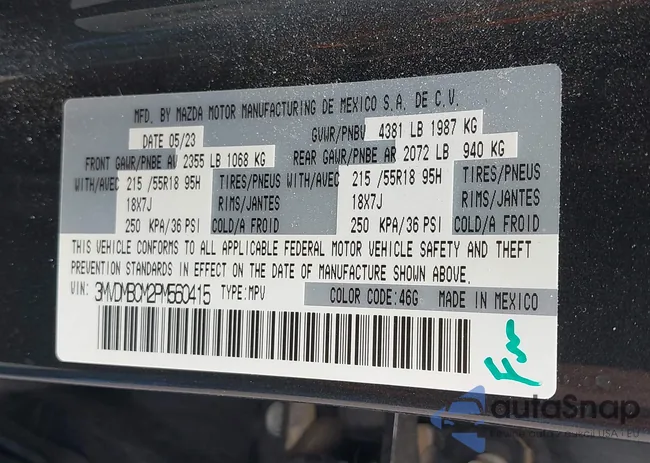 MFD. BY MAZDA MOTOR MANUFACTURING DE MEXICO S.A. DE C.V.
DATE 05/23 GVWR/PNBV 4381 LB 1987 KG
FRONT GAWR/PNBE AV 2355 LB 1068 KG REAR GAWR/PNBE AR 2072 LB 940 KG
WITH/AVEC 215 /55R18 95H TIRES/PNEUS WITH/AVEC 215 /55R18 95H TIRES/PNEUS
18X7J RIMS/JANTES 18X7J RIMS/JANTES
250 KPA/36 PSI COLD/A FROID 250 KPA/36 PSI COLD/A FROID
THIS VEHICLE CONFORMS TO ALL APPLICABLE FEDERAL MOTOR VEHICLE SAFETY AND THEFT
PREVENTION STANDARDS IN EFFECT ON THE DATE OF MANUFACTURE SHOWN ABOVE.
VIN: 3MVDMBCM2PM560415 TYPE:MPV COLOR CODE:46G MADE IN MEXICO
autoSnap